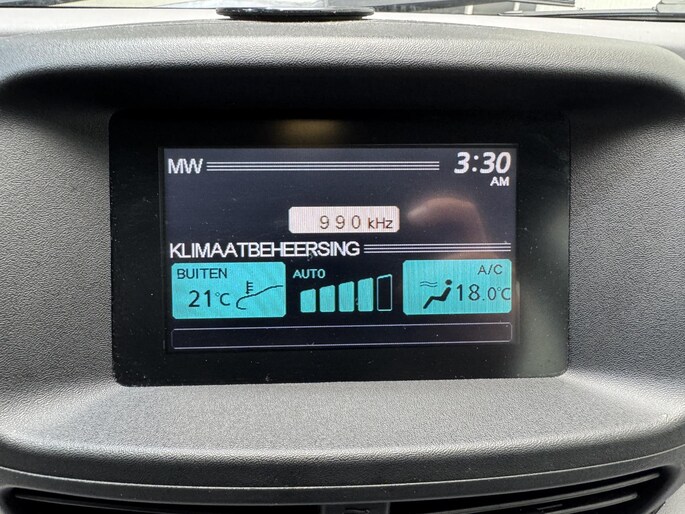 MW 3:30
AM
990 kHz
KLIMAATBEHEERSING
BUITEN AUTO A/C
21°C 18.0°C